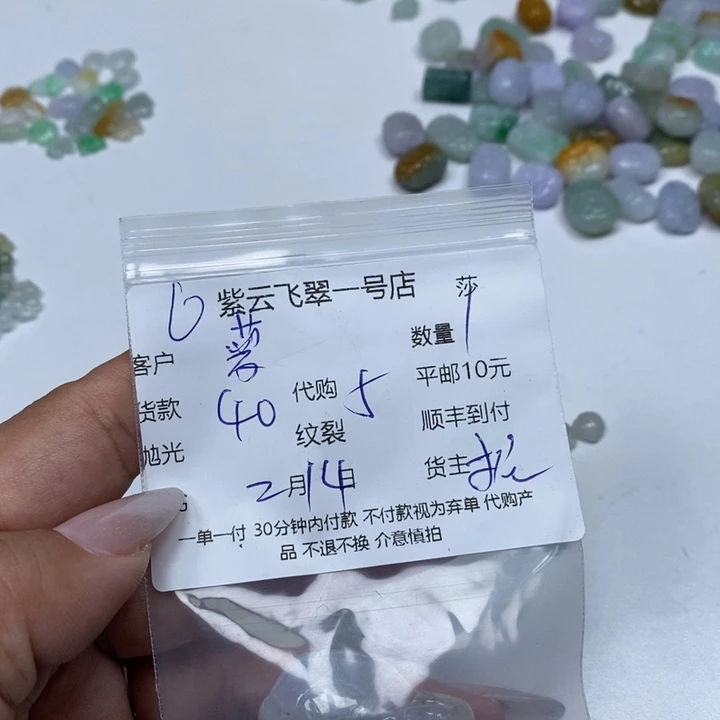 6 紫云飞翠一号店 莎
客户 数量 1
货款 40 代购 5 平邮10元
抛光 纹裂 顺丰到付
2月14日 货主
一单一付 30分钟内付款 不付款视为弃单 代购产
品 不退不换 介意慎拍